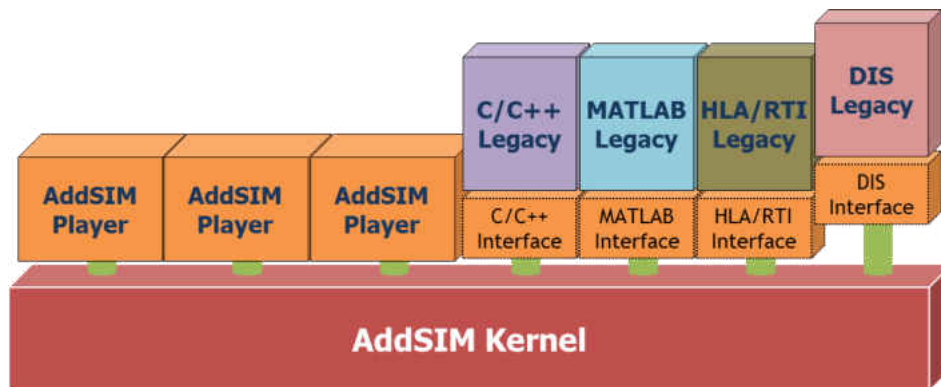 C/C++
Legacy
MATLAB
Legacy
HLA/RTI
Legacy
DIS
Legacy
AddSIM
Player
AddSIM
Player
AddSIM
Player
C/C++
Interface
MATLAB
Interface
HLA/RTI
Interface
DIS
Interface
AddSIM Kernel